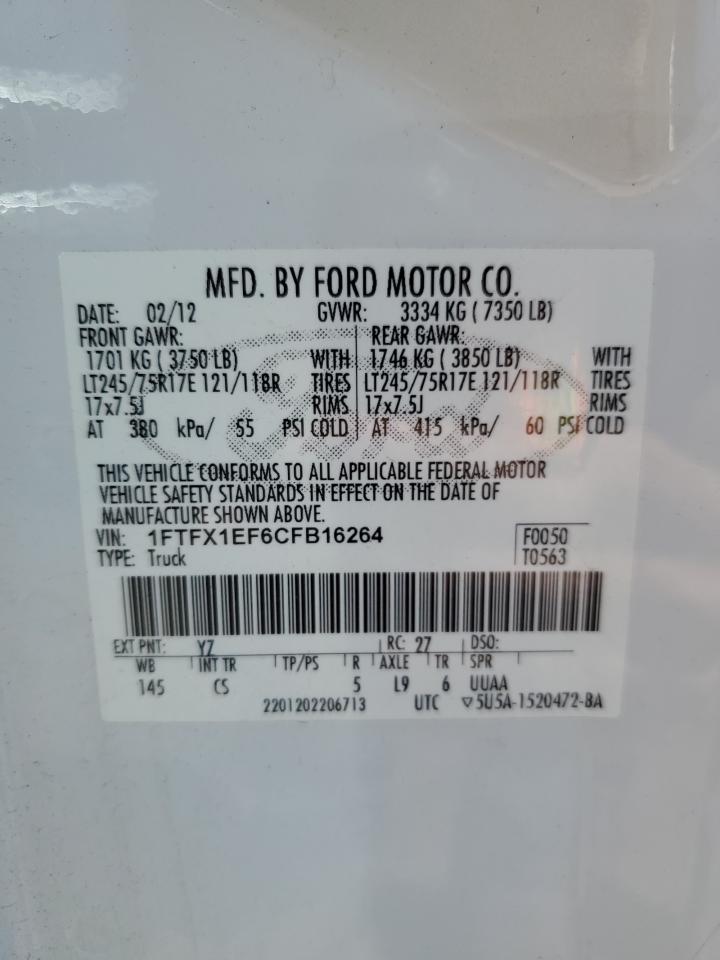 MFD. BY FORD MOTOR CO.
DATE: 02/12 GVWR: 3334 KG ( 7350 LB)
FRONT GAWR: REAR GAWR:
1701 KG ( 3750 LB) WITH 1746 KG ( 3850 LB) WITH
LT245/75R17E 121/118R TIRES LT245/75R17E 121/118R TIRES
17x7.5J RIMS 17x7.5J RIMS
AT 380 kPa/ 55 PSI COLD AT 415 kPa/ 60 PSI COLD
THIS VEHICLE CONFORMS TO ALL APPLICABLE FEDERAL MOTOR
VEHICLE SAFETY STANDARDS IN EFFECT ON THE DATE OF
MANUFACTURE SHOWN ABOVE.
VIN: 1FTFX1EF6CFB16264 F0050
TYPE: Truck T0563
EXT PNT: YZ RC: 27 DSO:
WB INT TR TP/PS R AXLE TR SPR
145 CS 5 L9 6 UUAA
2201202206713 UTC ▽5U5A-1520472-BA